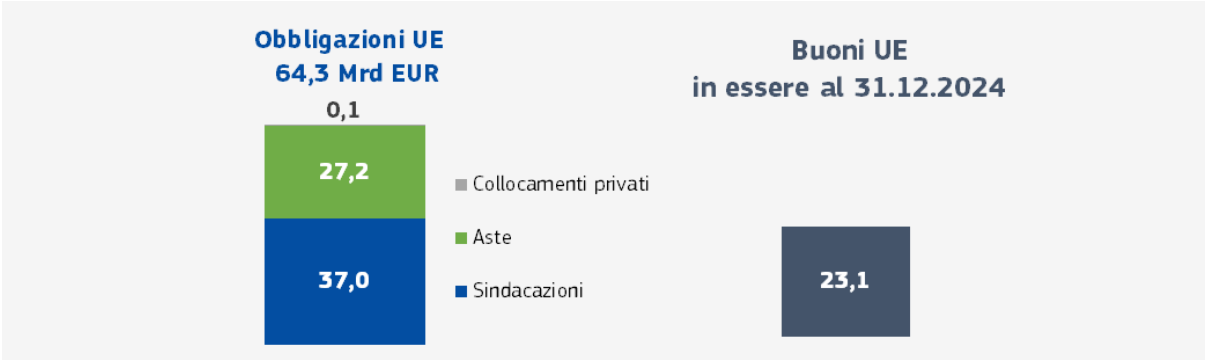 Obbligazioni UE
64,3 Mrd EUR
0,1
27,2
37,0
Collocamenti privati
Aste
Sindacazioni
Buoni UE
in essere al 31.12.2024
23,1